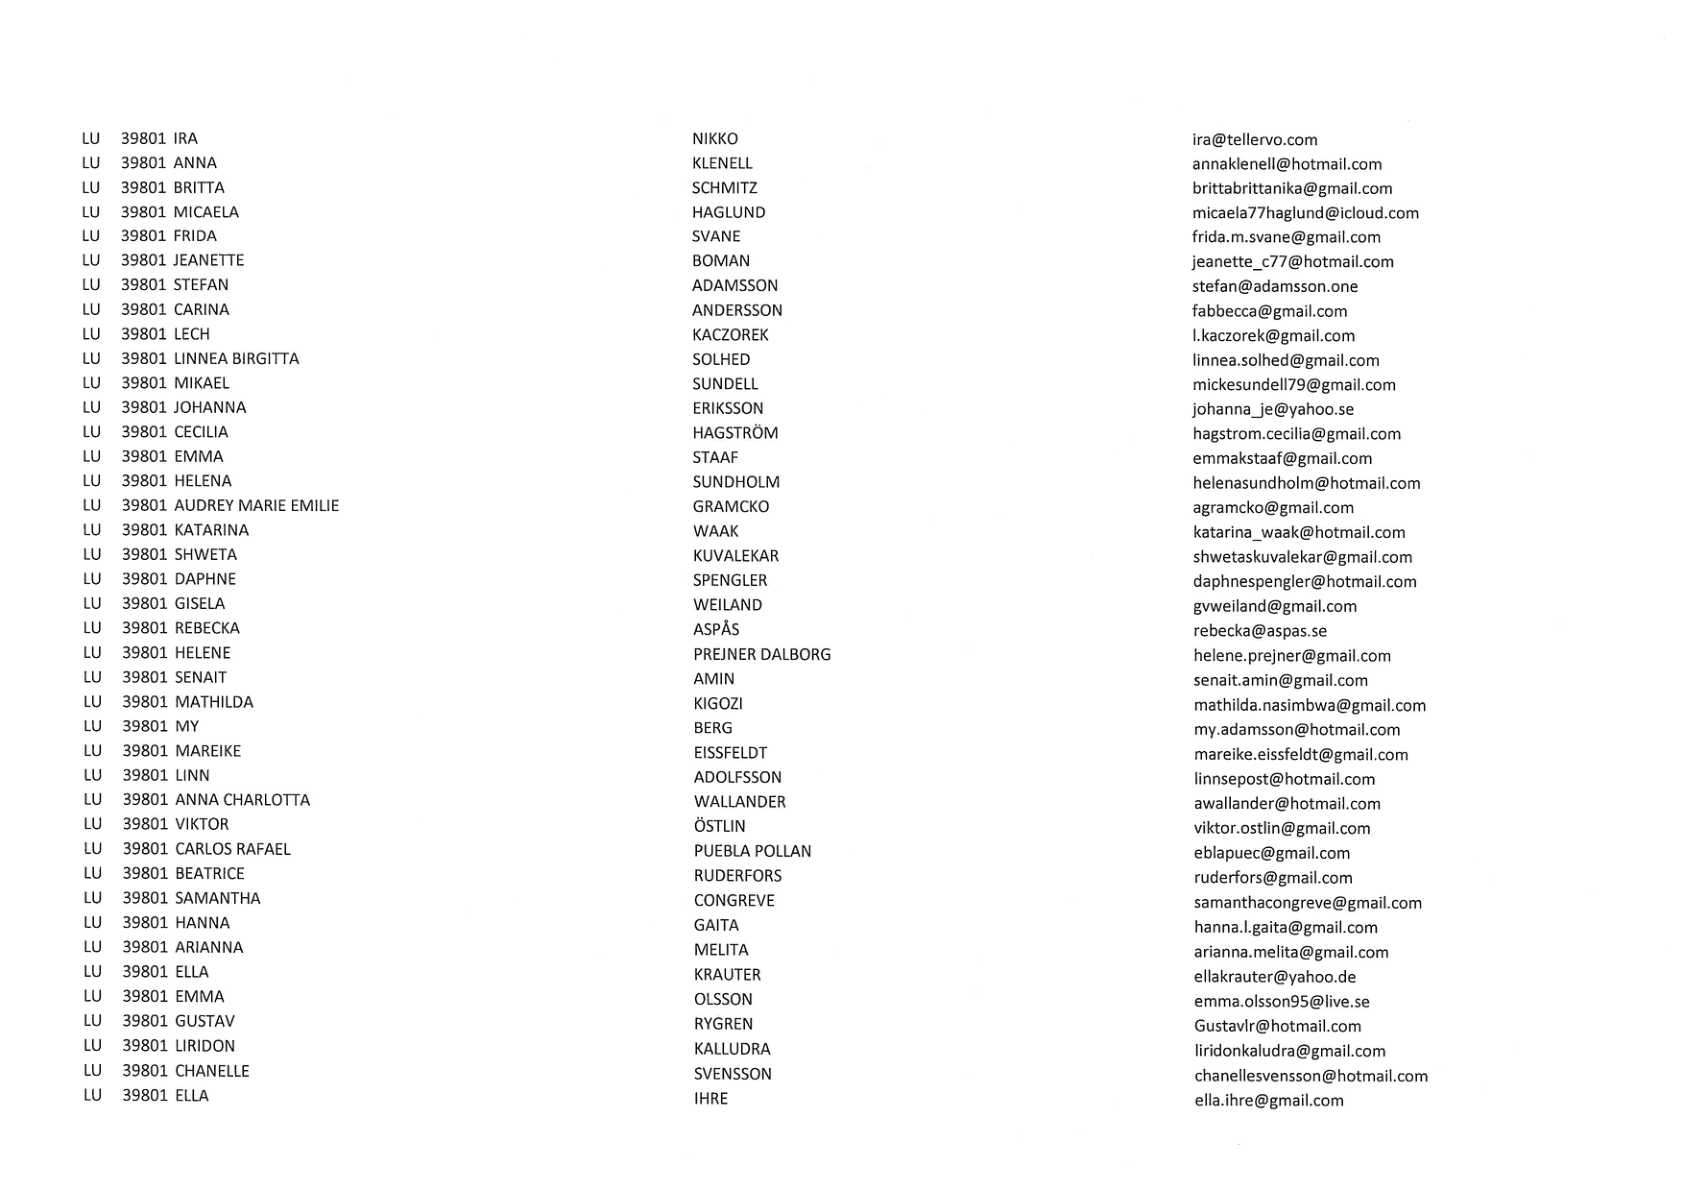 LU 39801 IRA NIKKO ira@tellervo.com
LU 39801 ANNA KLENELL annaklenell@hotmail.com
LU 39801 BRITTA SCHMITZ brittabrittanika@gmail.com
LU 39801 MICAELA HAGLUND micaela77haglund@icloud.com
LU 39801 FRIDA SVANE frida.m.svane@gmail.com
LU 39801 JEANETTE BOMAN jeanette_c77@hotmail.com
LU 39801 STEFAN ADAMSSON stefan@adamsson.one
LU 39801 CARINA ANDERSSON fabbecca@gmail.com
LU 39801 LECH KACZOREK l.kaczorek@gmail.com
LU 39801 LINNEA BIRGITTA SOLHED linnea.solhed@gmail.com
LU 39801 MIKAEL SUNDELL mickesundell79@gmail.com
LU 39801 JOHANNA ERIKSSON johanna_je@yahoo.se
LU 39801 CECILIA HAGSTRÖM hagstrom.cecilia@gmail.com
LU 39801 EMMA STAAF emmakstaaf@gmail.com
LU 39801 HELENA SUNDHOLM helenasundholm@hotmail.com
LU 39801 AUDREY MARIE EMILIE GRAMCKO agramcko@gmail.com
LU 39801 KATARINA WAAK katarina_waak@hotmail.com
LU 39801 SHWETA KUVALEKAR shwetaskuvalekar@gmail.com
LU 39801 DAPHNE SPENGLER daphnespengler@hotmail.com
LU 39801 GISELA WEILAND gvweiland@gmail.com
LU 39801 REBECKA ASPÅS rebecka@aspas.se
LU 39801 HELENE PREJNER DALBORG helene.prejner@gmail.com
LU 39801 SENAIT AMIN senait.amin@gmail.com
LU 39801 MATHILDA KIGOZI mathilda.nasimbwa@gmail.com
LU 39801 MY BERG my.adamsson@hotmail.com
LU 39801 MAREIKE EISSFELDT mareike.eissfeldt@gmail.com
LU 39801 LINN ADOLFSSON linnsepost@hotmail.com
LU 39801 ANNA CHARLOTTA WALLANDER awallander@hotmail.com
LU 39801 VIKTOR ÖSTLIN viktor.ostlin@gmail.com
LU 39801 CARLOS RAFAEL PUEBLA POLLAN eblapuec@gmail.com
LU 39801 BEATRICE RUDERFORS ruderfors@gmail.com
LU 39801 SAMANTHA CONGREVE samanthacongreve@gmail.com
LU 39801 HANNA GAITA hanna.l.gaita@gmail.com
LU 39801 ARIANNA MELITA arianna.melita@gmail.com
LU 39801 ELLA KRAUTER ellakrauter@yahoo.de
LU 39801 EMMA OLSSON emma.olsson95@live.se
LU 39801 GUSTAV RYGREN Gustavlr@hotmail.com
LU 39801 LIRIDON KALLUDRA liridonkaludra@gmail.com
LU 39801 CHANELLE SVENSSON chanellesvensson@hotmail.com
LU 39801 ELLA IHRE ella.ihre@gmail.com